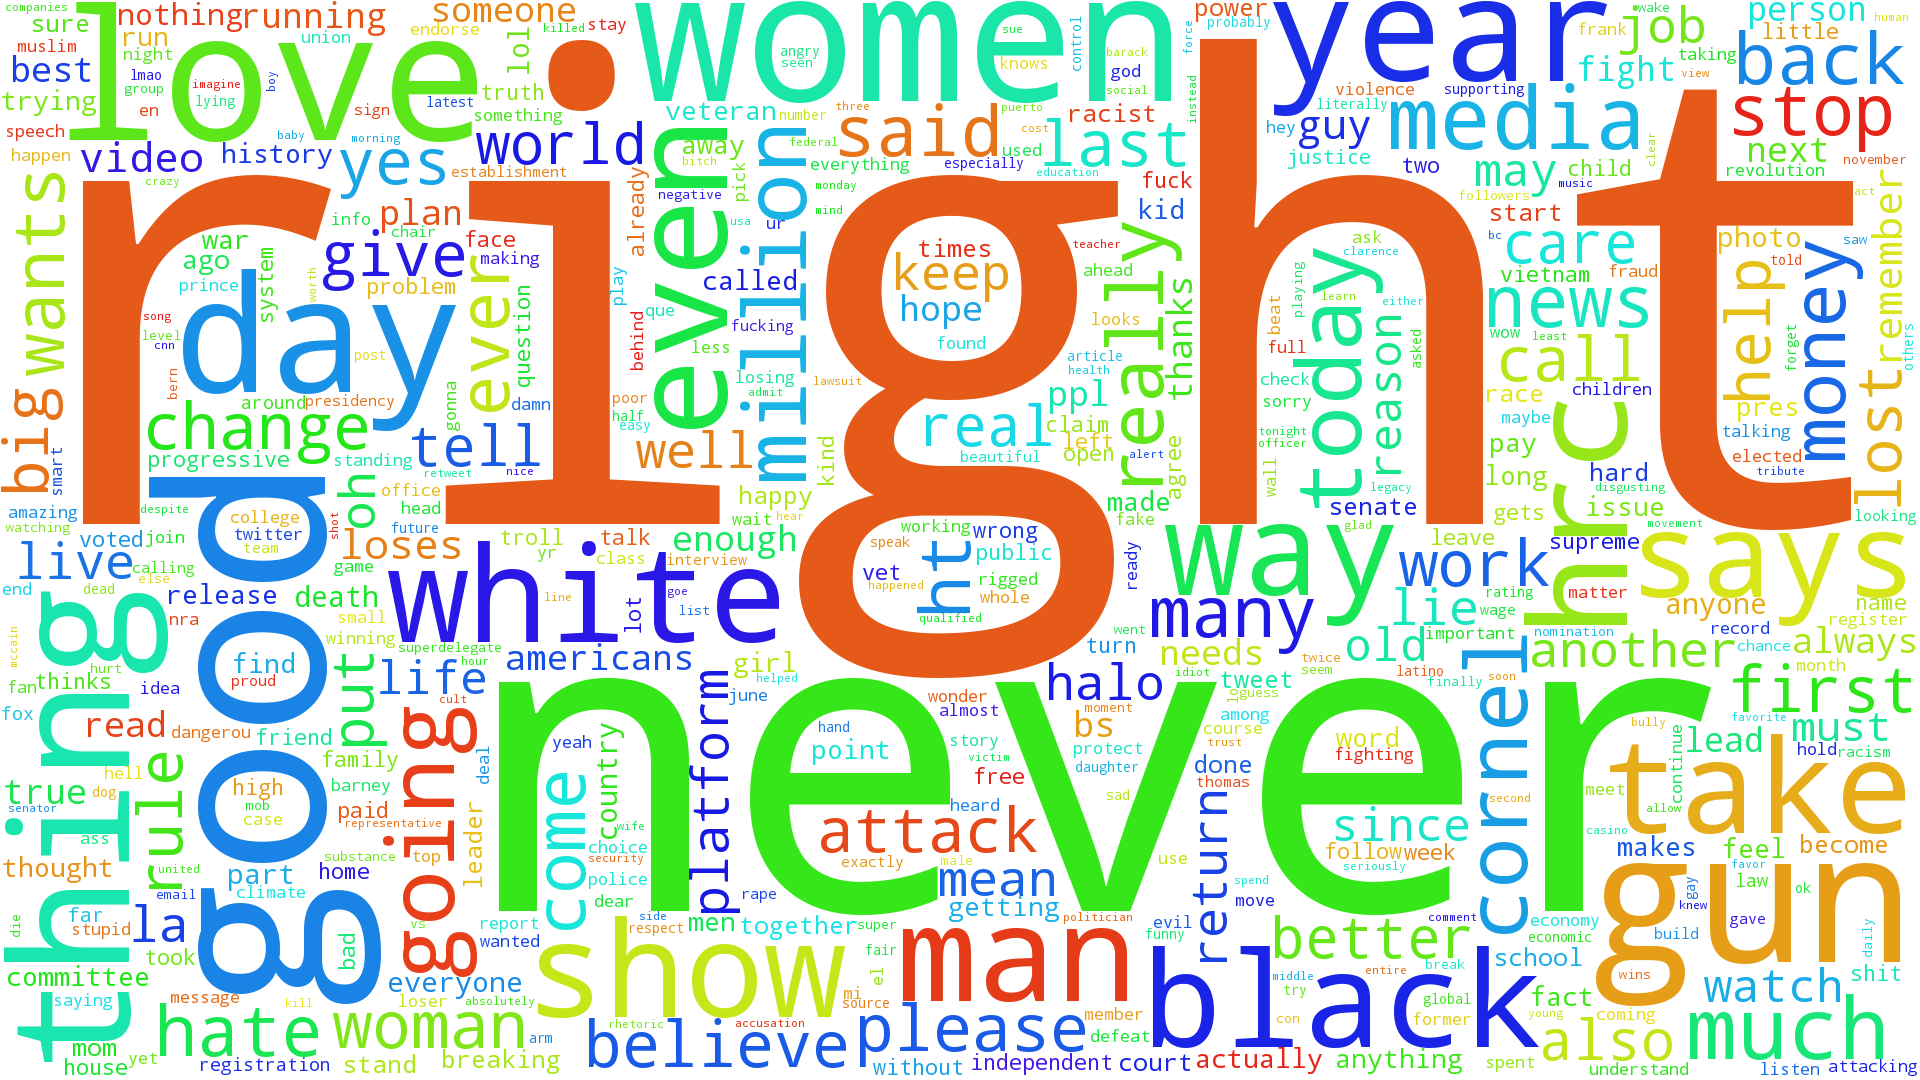 companies
sure
muslim
best
trying
speech
happen
love
nothing
running
run
night
lmao
group
en
imagine
lying
boy
union
sign
baby
morning
latest
someone
endorse
lol
killed
stay
truth
something
women
angry
seen
sue
knows
control
barack
god
social
power
probably
force
instead
year
frank
job
wake
taking
view
person
little
human
back
fight
violence
literally
supporting
media
stop
next
november
revolution
clear
act
hey
guy
justice
two
may
child
music
followers
start
bc
care
vietnam
fraud
photo
told
saw
remember
others
video
history
crazy
yes
world
establishment
veteran
number
three
away
bitch
federal
everything
said
especially
puerto
cost
used
racist
last
education
fuck
kid
right
wants
info
plan
chair
war
ago
prince
system
worth
give
problem
face
making
already
play
even
negative
pick
usa
ur
million
monday
mind
called
fucking
que
less
behind
losing
admit
lawsuit
times
keep
hope
found
real
beautiful
teacher
ahead
looks
article
health
ppl
claim
left
open
alert
really
thanks
agree
made
fake
ask
clarence
playing
learn
either
beat
full
check
sorry
tonight
officer
wall
legacy
today
reason
asked
senate
glad
news
wow
least
call
children
race
maybe
pay
long
gets
hard
disgusting
issue
movement
help
forget
pres
talking
elected
tribute
money
lost
looking
song
level
cnn
bern
day
post
ever
question
gonna
damn
poor
half
easy
around
presidency
change
progressive
standing
tell
retweet
nice
well
kind
big
smart
amazing
watching
despite
good
college
twitter
team
shot
oh
office
head
future
game
loses
troll
yr
talk
class
enough
happy
wait
hear
interview
working
wrong
speak
ht
public
vet
happened
rigged
whole
qualified
ready
way
went
many
work
leave
lie
rating
wage
important
old
hrc
supreme
matter
nomination
says
anyone
record
name
register
another
chance
always
month
voted
join
live
calling
else
end
dead
release
nra
death
small
winning
white
line
goe
lot
list
superdelegate
hour
americans
girl
helped
june
mccain
thing
hurt
fan
thinks
idea
fox
find
proud
put
life
cult
never
wonder
almost
halo
moment
bs
turn
needs
idiot
twice
seem
tweet
guess
lo
among
course
trust
latino
finally
word
fighting
cornel
soon
first
bully
favorite
lead
must
hold
racism
continue
read
dangerou
friend
family
barney
true
senator
hell
dog
rule
high
mob
case
paid
representative
going
deal
yeah
come
country
wife
platform
hand
point
story
victim
free
heard
sad
protect
daughter
done
thomas
since
second
meet
casino
take
allow
ass
thought
united
part
climate
email
substance
home
top
leader
choice
security
police
dear
rape
attack
exactly
male
use
mean
getting
politician
return
spend
move
follow
week
seriously
makes
gay
knew
feel
favor
law
gave
ok
become
die
far
stupid
la
took
good
bad
vs
report
wanted
side
respect
men
together
super
fair
man
evil
funny
comment
better
economy
economic
build
gun
wins
daily
shit
committee
saying
message
kill
everyone
loser
absolutely
show
el
mi
source
black
middle
try
entire
break
global
con
former
school
fact
young
coming
watch
mom
house
yet
hate
registration
woman
stand
breaking
arm
rhetoric
believe
accusation
please
without
member
independent
defeat
court
actually
anything
spent
also
understand
much
listen
attacking